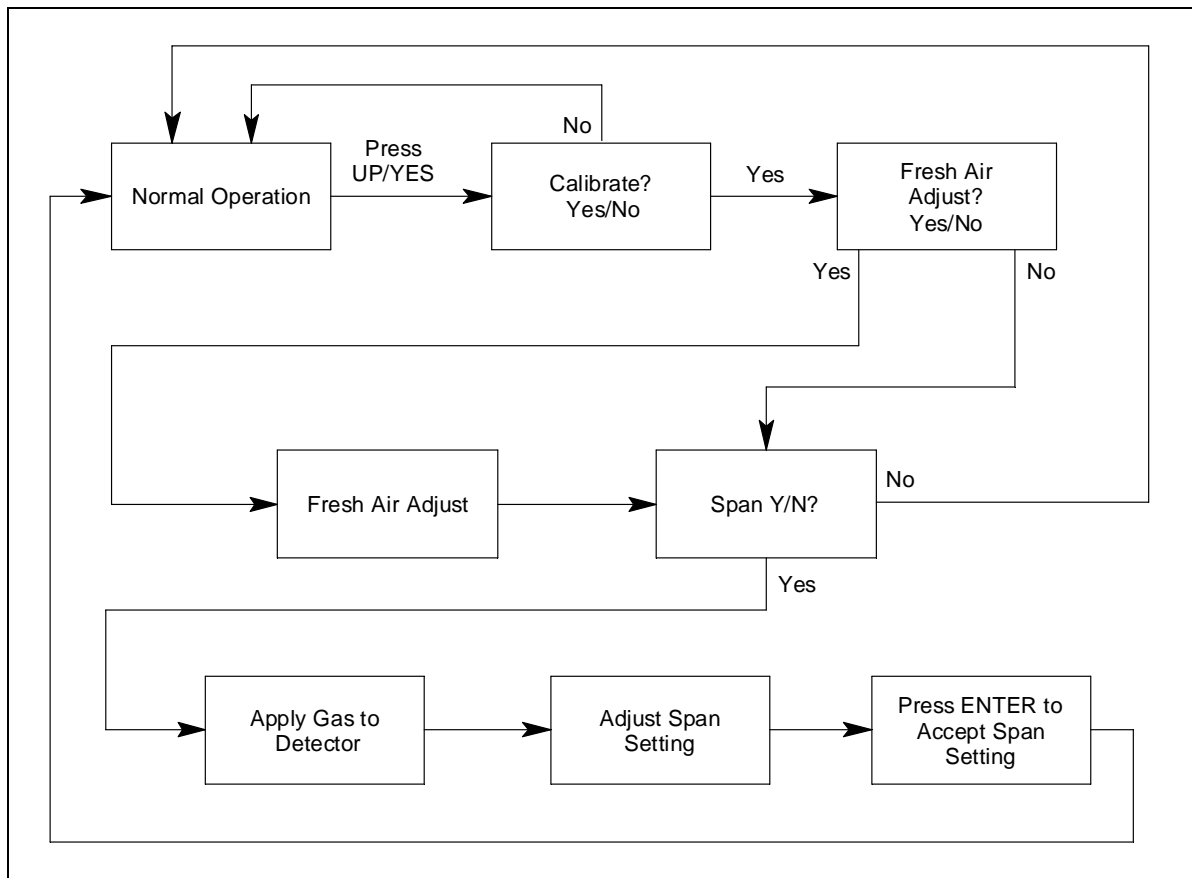 No
Press
UP/YES
Normal Operation
Calibrate?
Yes/No
Yes
Fresh Air
Adjust?
Yes/No
Yes
No
Fresh Air Adjust
Span Y/N?
No
Yes
Apply Gas to
Detector
Adjust Span
Setting
Press ENTER to
Accept Span
Setting